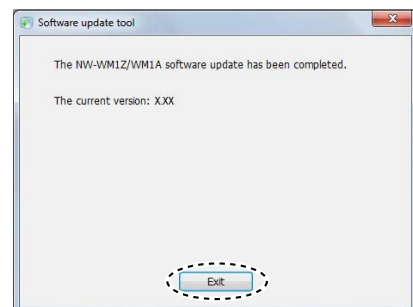 Software update tool
The NW-WM1Z/WM1A software update has been completed.
The current version: X.XX
Exit